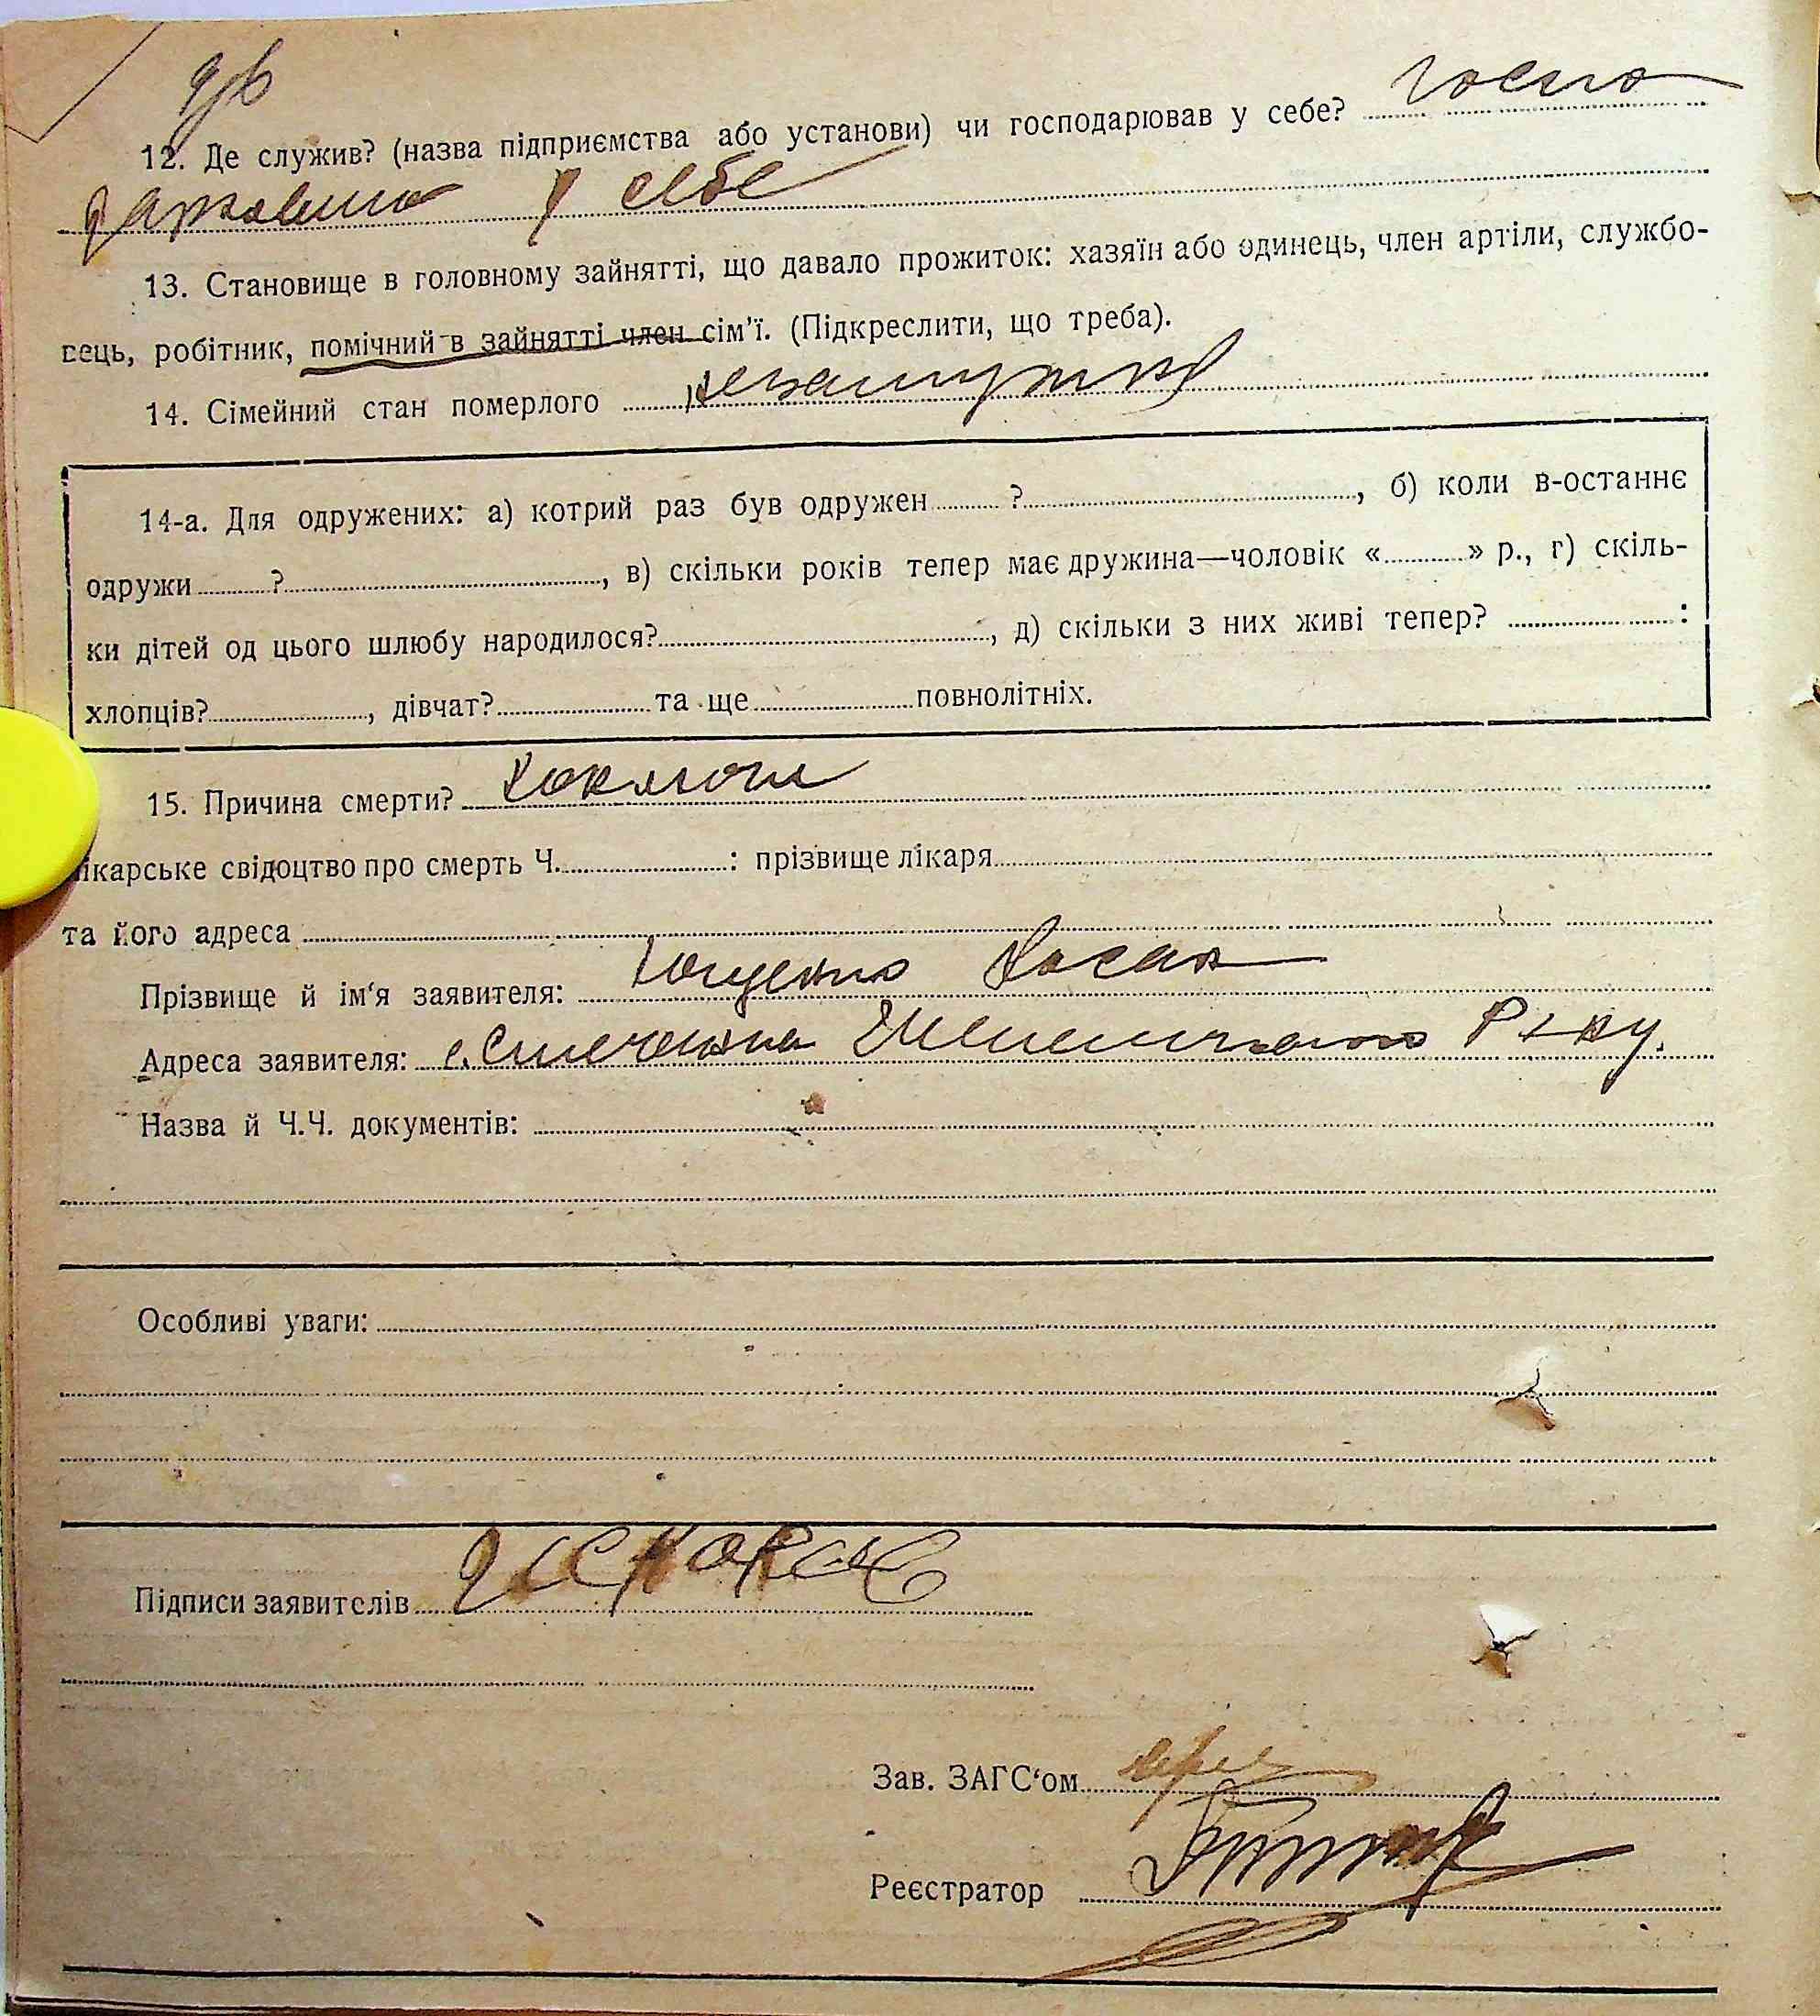 12. Де служив? (назва підприємства або установи) чи господарював у себе? госпо
дарювала у себе
13. Становище в головному зайнятті, що давало прожиток: хазяїн або одинець, член артіли, службо-
вець, робітник, помічний в зайнятті член сім'ї. (Підкреслити, що треба).
14. Сімейний стан померлого незамужня
14-а. Для одружених: а) котрий раз був одружен ? , б) коли в-останнє
одружи ? , в) скільки років тепер має дружина—чоловік « » р., г) скіль-
ки дітей од цього шлюбу народилося? , д) скільки з них живі тепер? :
хлопців? , дівчат? та ще повнолітніх.
15. Причина смерти? коклюш
ікарське свідоцтво про смерть Ч. : прізвище лікаря
та його адреса
Прізвище й ім'я заявителя: Ющенко
Адреса заявителя: с. Р-ну.
Назва й Ч.Ч. документів:
Особливі уваги:
Підписи заявителів
Зав. ЗАГС'ом
Реєстратор